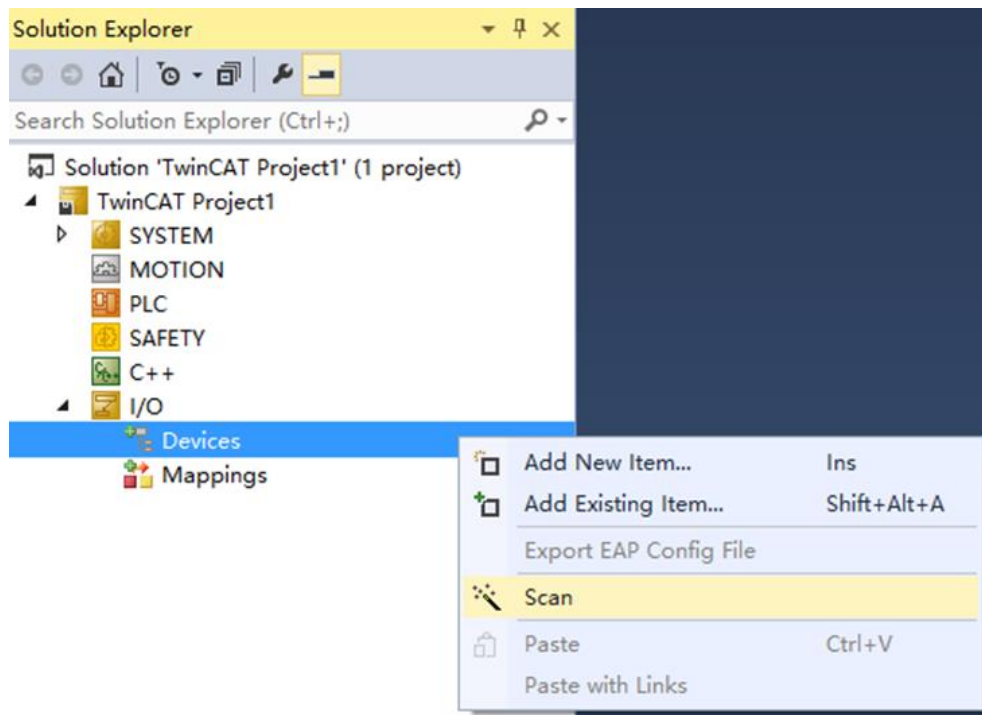 Solution Explorer
Search Solution Explorer (Ctrl+;)
Solution 'TwinCAT Project1' (1 project)
TwinCAT Project1
SYSTEM
MOTION
PLC
SAFETY
C++
I/O
Devices
Mappings
Add New Item... Ins
Add Existing Item... Shift+Alt+A
Export EAP Config File
Scan
Paste Ctrl+V
Paste with Links